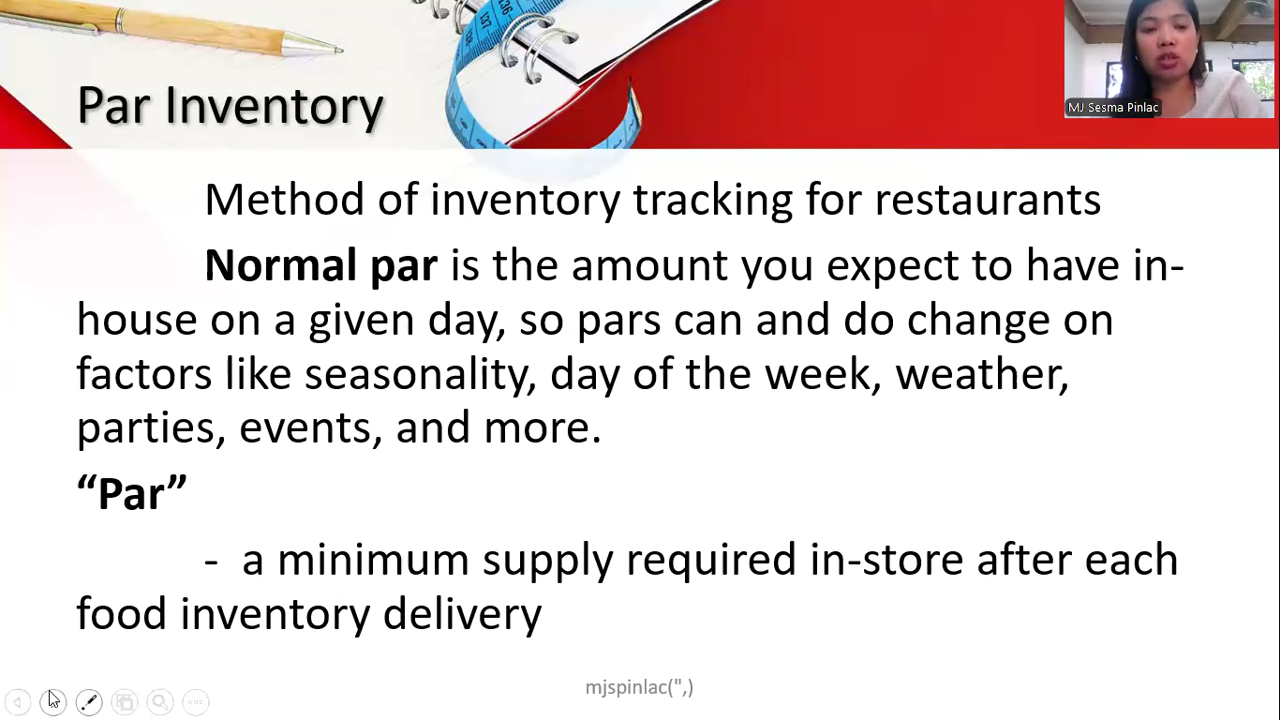 Par Inventory
MJ Sesma Pinlac
Method of inventory tracking for restaurants
Normal par is the amount you expect to have in-
house on a given day, so pars can and do change on
factors like seasonality, day of the week, weather,
parties, events, and more.
“Par”
- a minimum supply required in-store after each
food inventory delivery
mjspinlac(",)